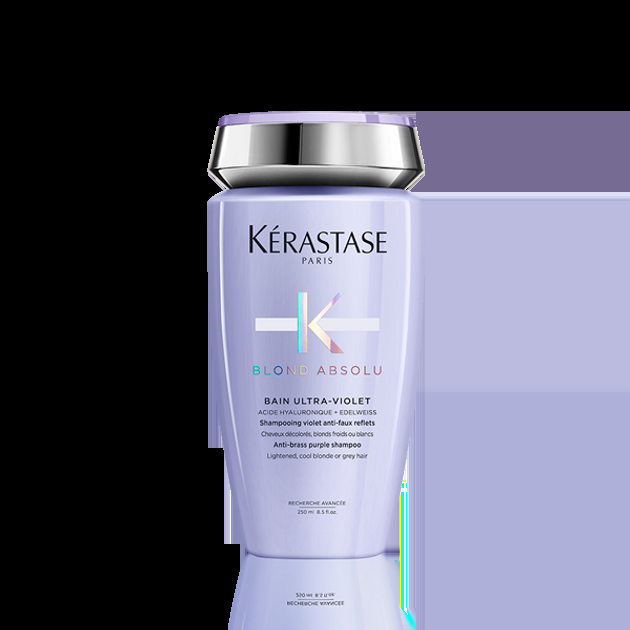 KÉRASTASE
PARIS
K
BLOND ABSOLU
BAIN ULTRA-VIOLET
ACIDE HYALURONIQUE + EDELWEISS
Shampooing violet anti-faux reflets
Cheveux décolorés, blonds froids ou blancs
Anti-brass purple shampoo
Lightened, cool blonde or grey hair
RECHERCHE AVANCÉE
250 ml 8.5 fl.oz.